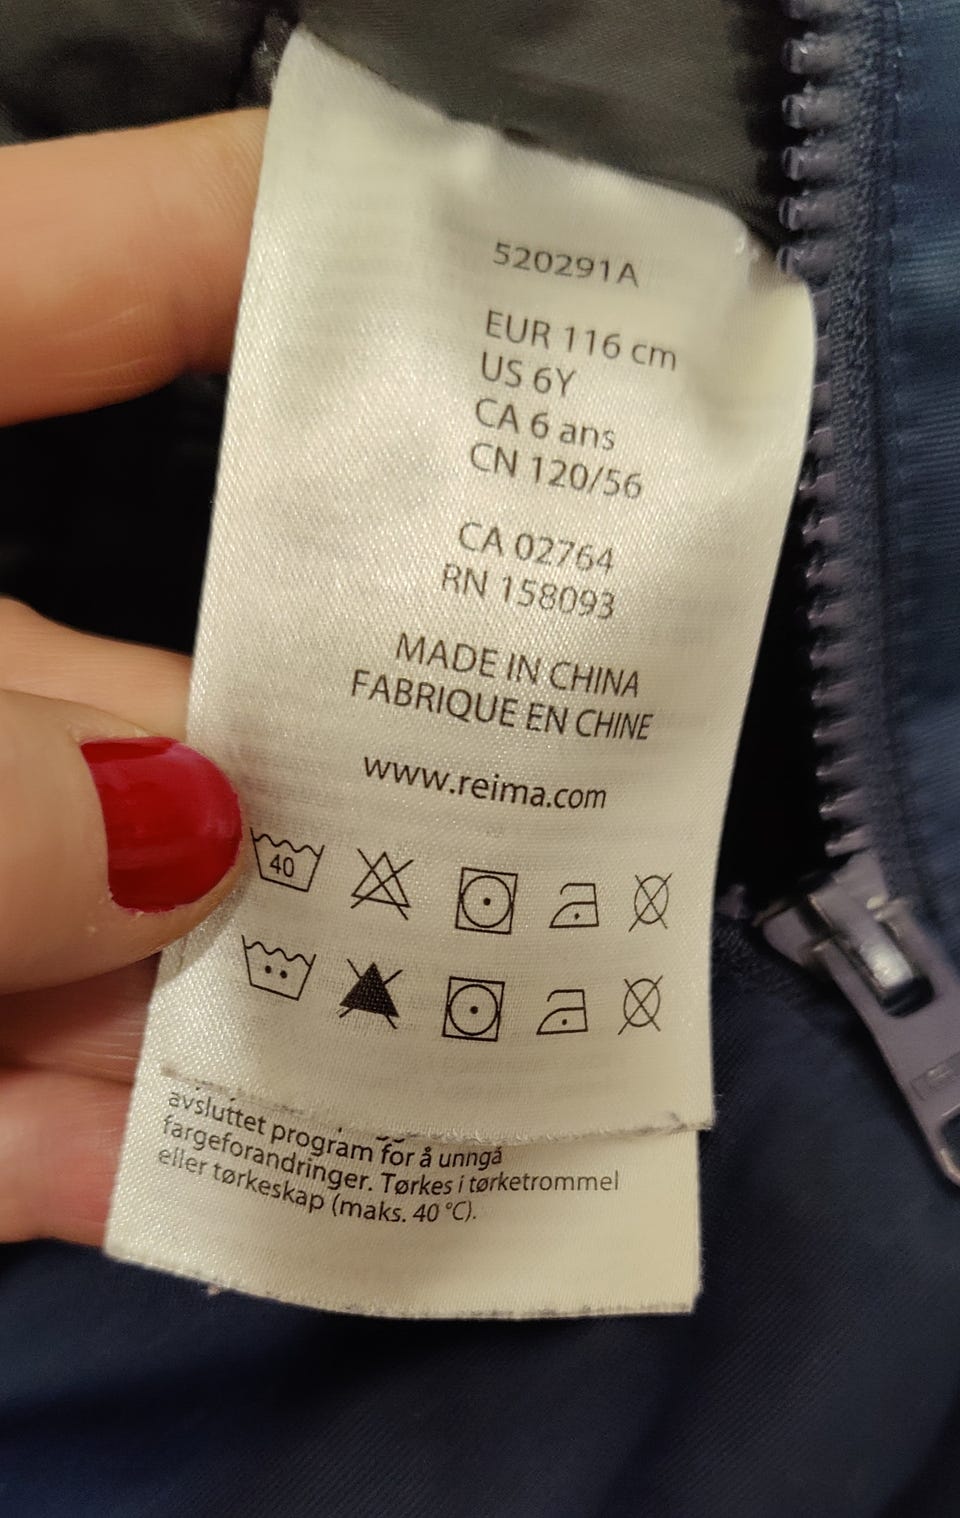 520291A
EUR 116 cm
US 6Y
CA 6 ans
CN 120/56
CA 02764
RN 158093
MADE IN CHINA
FABRIQUE EN CHINE
www.reima.com
40
avsluttet program for å unngå
fargeforandringer. Tørkes i tørketrommel
eller tørkeskap (maks. 40 °C).